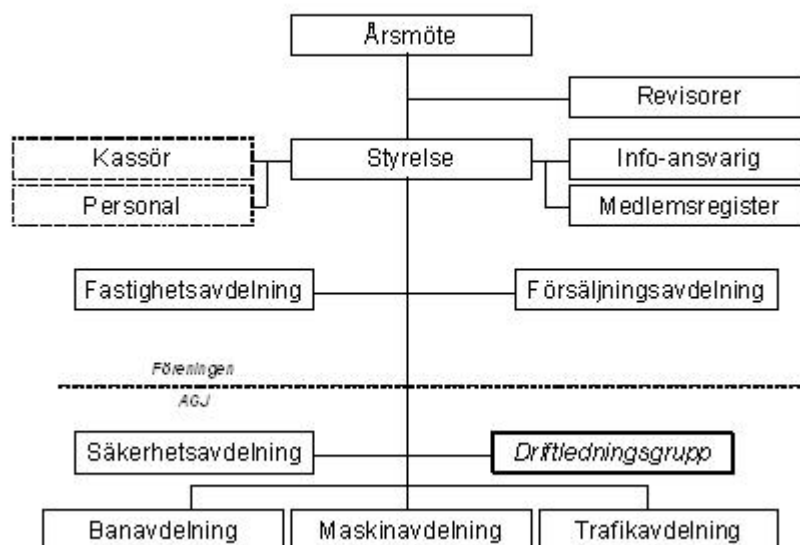 Årsmöte
Revisorer
Kassör
Styrelse
Info-ansvarig
Personal
Medlemsregister
Fastighetsavdelning
Försäljningsavdelning
Föreningen
AGJ
Säkerhetsavdelning
Driftledningsgrupp
Banavdelning
Maskinavdelning
Trafikavdelning